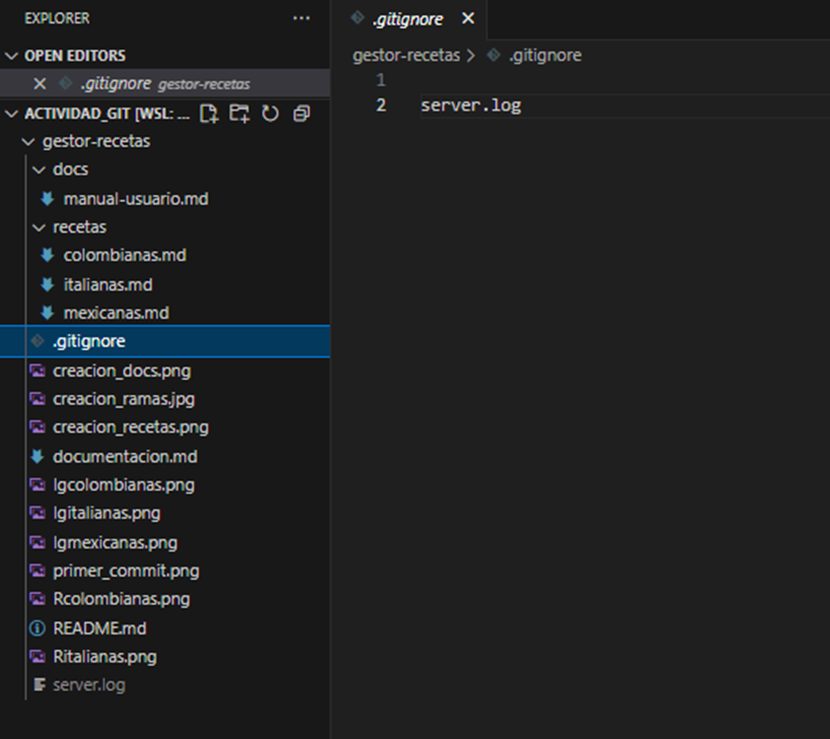 EXPLORER ...
OPEN EDITORS
.gitignore gestor-recetas
ACTIVIDAD_GIT [WSL: ...
gestor-recetas
docs
manual-usuario.md
recetas
colombianas.md
italianas.md
mexicanas.md
.gitignore
creacion_docs.png
creacion_ramas.jpg
creacion_recetas.png
documentacion.md
lgcolombianas.png
lgitalianas.png
lgmexicanas.png
primer_commit.png
Rcolombianas.png
README.md
Ritalianas.png
server.log
.gitignore
gestor-recetas > .gitignore
1
2 server.log